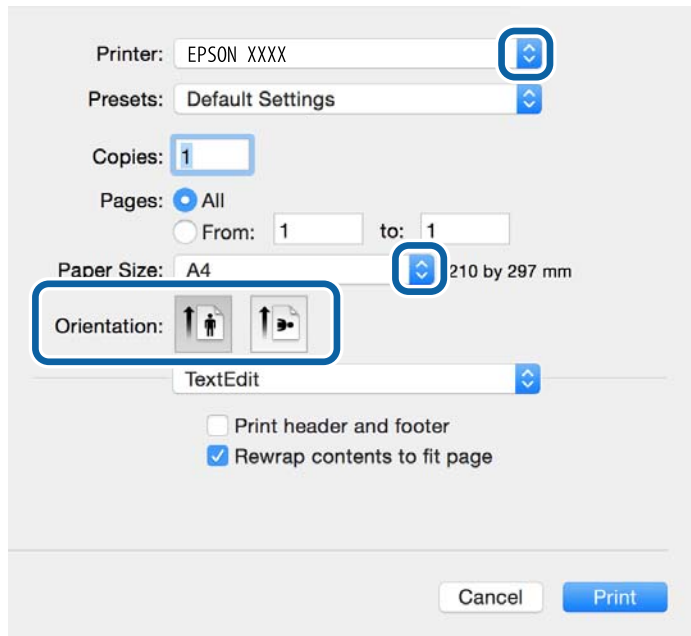 Printer: EPSON XXXX
Presets: Default Settings
Copies: 1
Pages: All
From: 1 to: 1
Paper Size: A4 210 by 297 mm
Orientation:
TextEdit
Print header and footer
Rewrap contents to fit page
Cancel Print